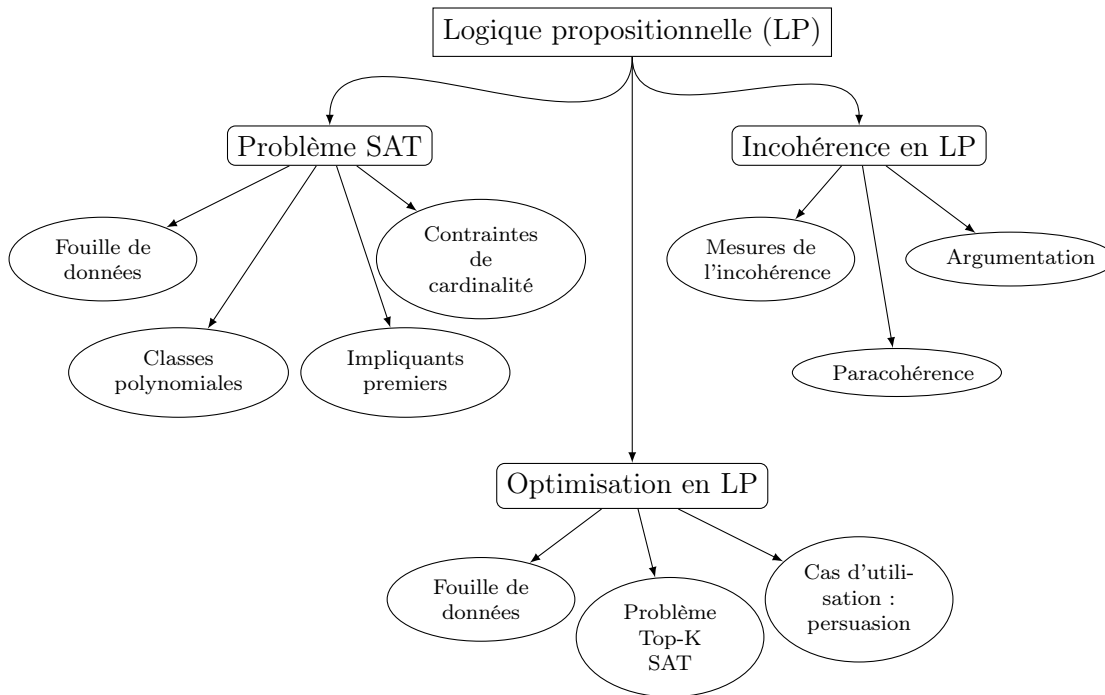 Logique propositionnelle (LP)
Problème SAT
Incohérence en LP
Fouille de
données
Contraintes
de
cardinalité
Mesures de
l'incohérence
Argumentation
Classes
polynomiales
Impliquants
premiers
Paracohérence
Optimisation en LP
Fouille de
données
Problème
Top-K
SAT
Cas d'utili-
sation :
persuasion